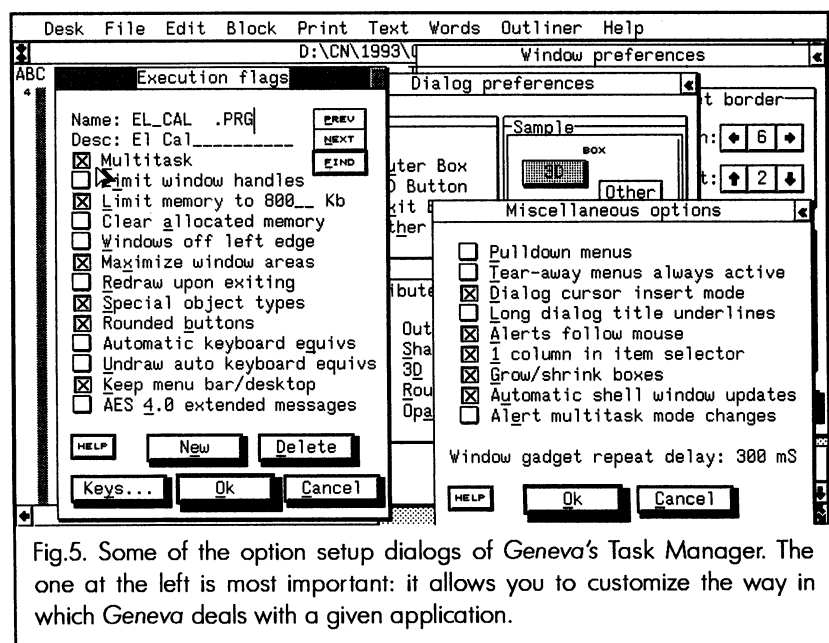 Desk File Edit Block Print Text Words Outliner Help
D:\CN\1993\
Window preferences
ABC
4
Execution flags
Dialog preferences
t border
Name: EL_CAL .PRG
PREV
Desc: El Cal__________
NEXT
Multitask
FIND
Limit window handles
Limit memory to 800__ Kb
Clear allocated memory
Windows off left edge
Maximize window areas
Redraw upon exiting
Special object types
Rounded buttons
Automatic keyboard equivs
Undraw auto keyboard equivs
Keep menu bar/desktop
AES 4.0 extended messages
HELP New Delete
Keys... Ok Cancel
Sample
BOX
3D
Other
uter Box
Button
xit B
ther
n: 6
t: 2
ibute
Out
Sha
3D
Rou
Opa
Miscellaneous options
Pulldown menus
Tear-away menus always active
Dialog cursor insert mode
Long dialog title underlines
Alerts follow mouse
1 column in item selector
Grow/shrink boxes
Automatic shell window updates
Alert multitask mode changes
Window gadget repeat delay: 300 mS
HELP Ok Cancel
Fig.5. Some of the option setup dialogs of Geneva's Task Manager. The
one at the left is most important: it allows you to customize the way in
which Geneva deals with a given application.